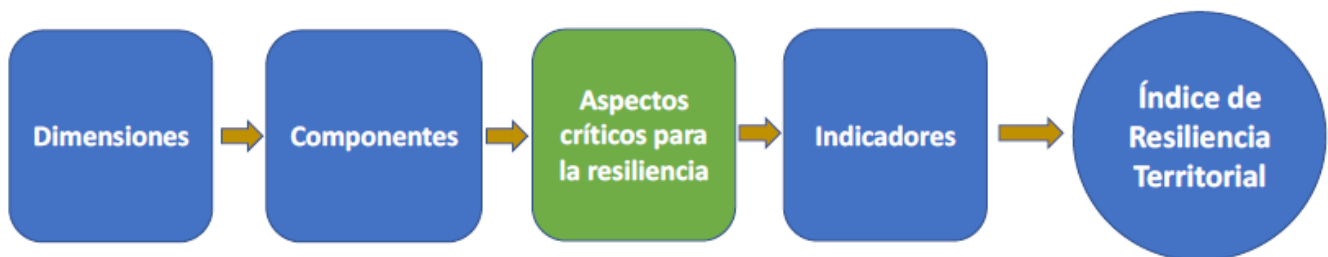 Dimensiones
Componentes
Aspectos
críticos para
la resiliencia
Indicadores
Índice de
Resiliencia
Territorial